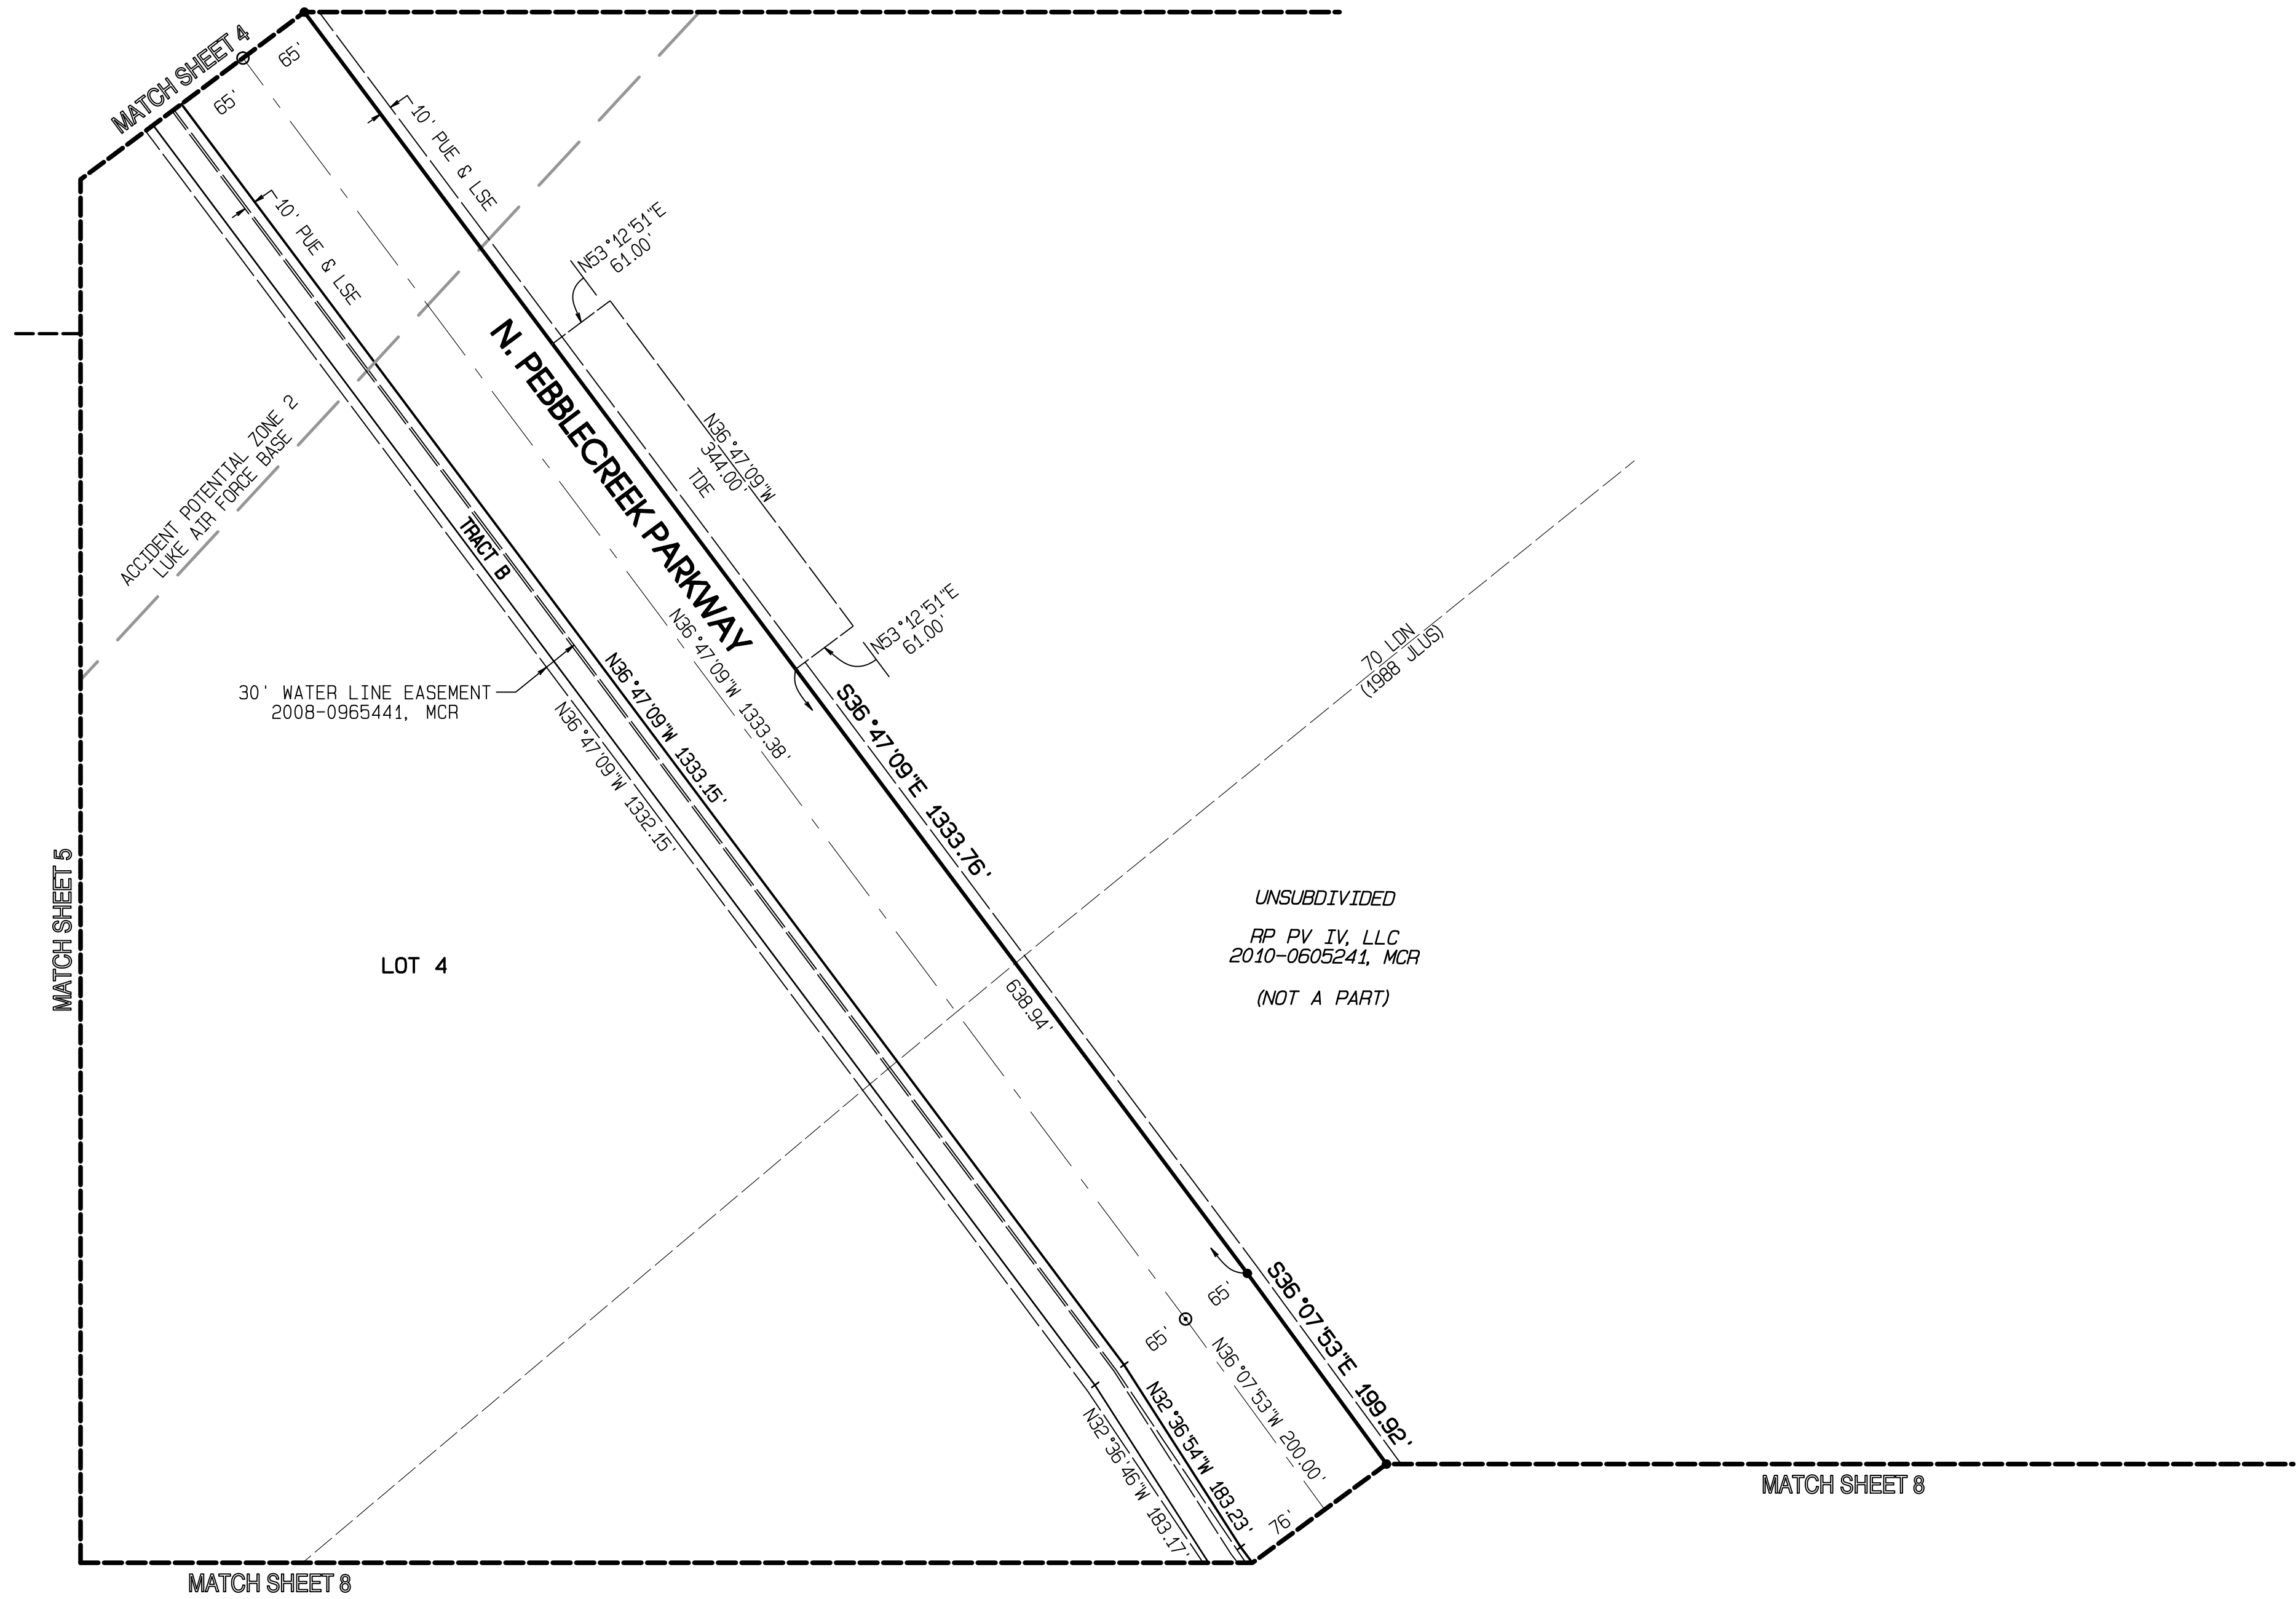 MATCH SHEET 4
65'
65'
10' PUE & LSE
10' PUE & LSE
N53°12'51"E
61.00'
N. PEBBLECREEK PARKWAY
N36°47'09"W
344.00'
TDE
ACCIDENT POTENTIAL ZONE 2
LUKE AIR FORCE BASE
TRACT B
N53°12'51"E
61.00'
30' WATER LINE EASEMENT
2008-0965441, MCR
N36°47'09"W 1333.38'
N36°47'09"W 1333.15'
N36°47'09"W 1332.15'
S36°47'09"E 1333.76'
70 LDN
(1988 JLUS)
MATCH SHEET 5
LOT 4
638.94'
UNSUBDIVIDED
RP PV IV, LLC
2010-0605241, MCR
(NOT A PART)
65'
65'
S36°07'53"E 199.92'
N36°07'53"W 200.00'
N32°36'54"W 183.23'
N32°36'46"W 183.17'
76'
MATCH SHEET 8
MATCH SHEET 8